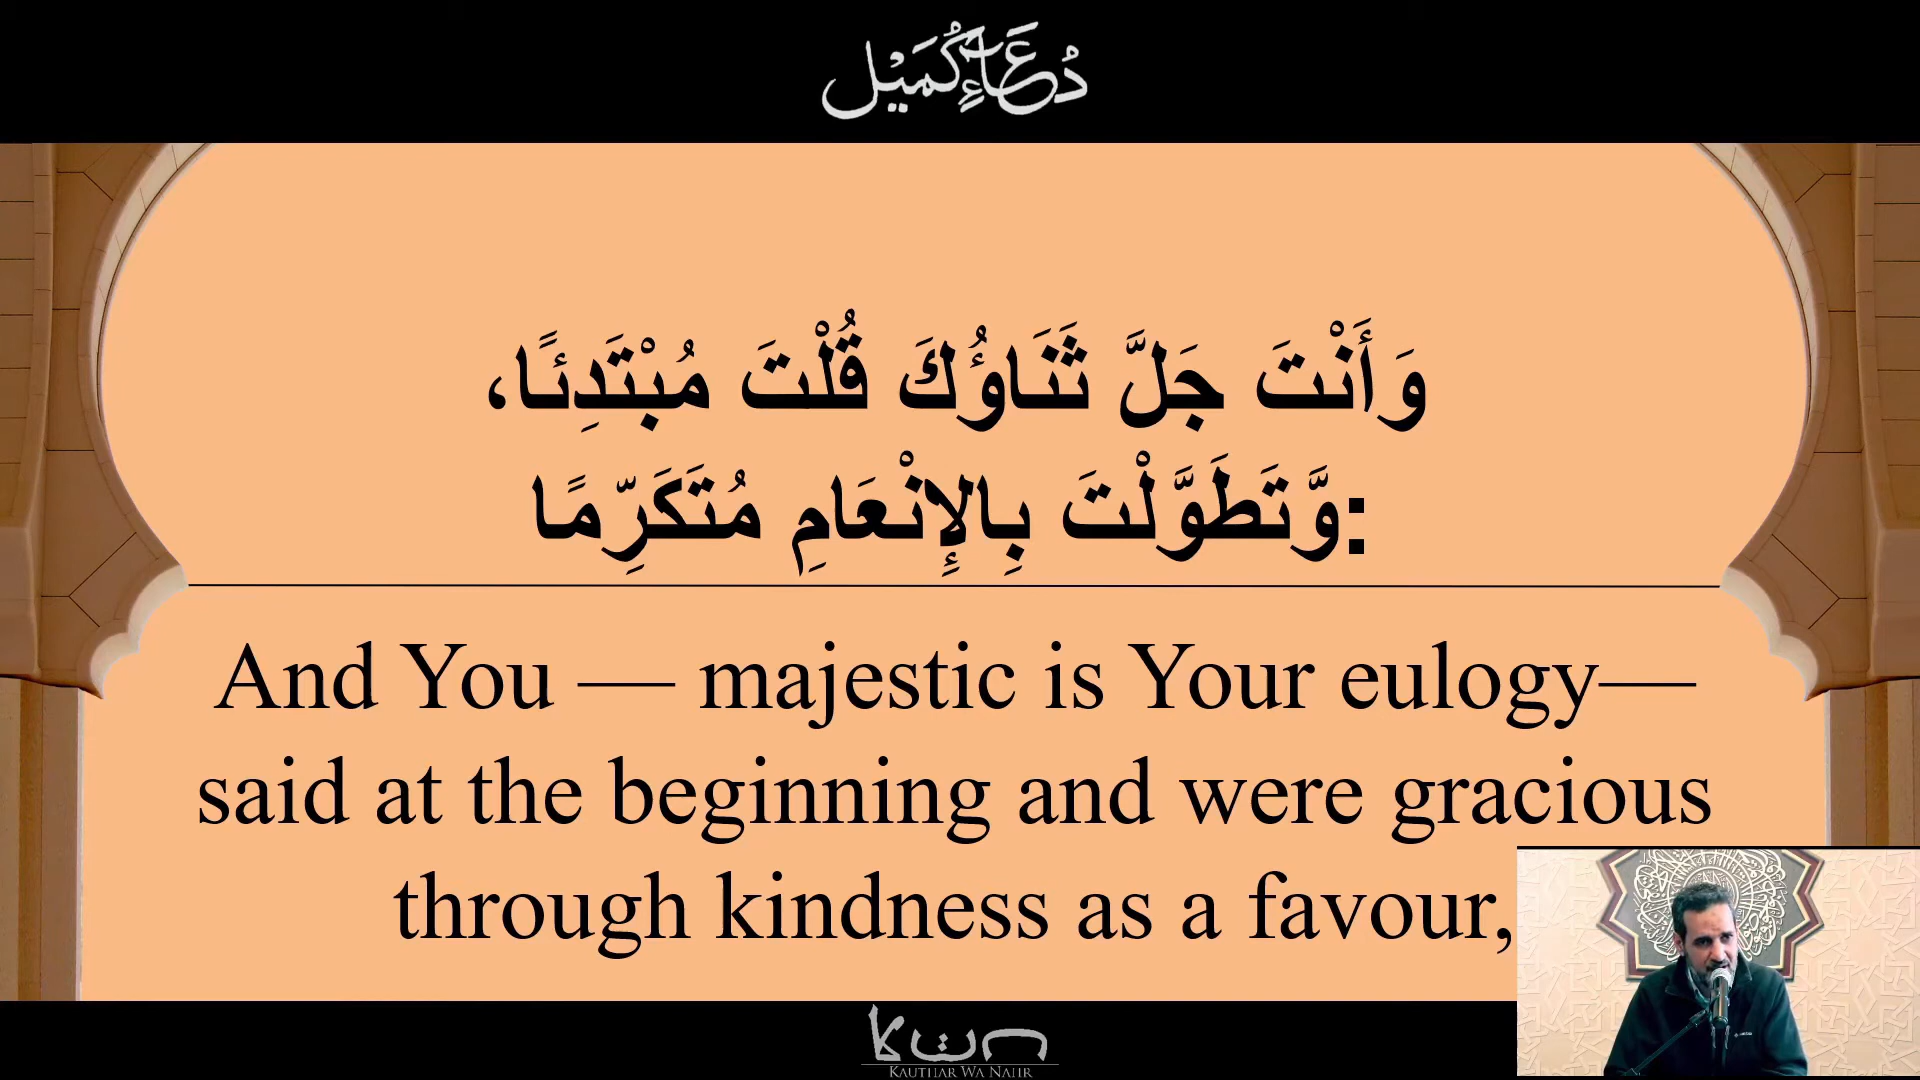 دُعَاءِ كُمَيْل
وَأَنْتَ جَلَّ ثَنَاؤُكَ قُلْتَ مُبْتَدِئًا،
وَّتَطَوَّلْتَ بِالإِنْعَامِ مُتَكَرِّمًا:
And You — majestic is Your eulogy—
said at the beginning and were gracious
through kindness as a favour,
KAUTHAR WA NAHR